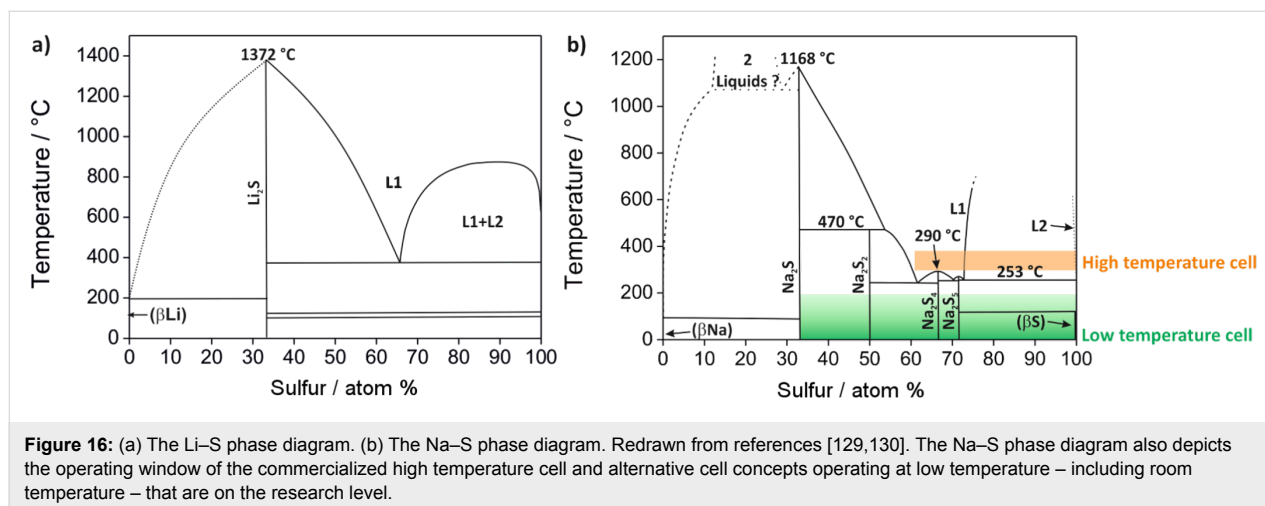 a)
1400
1200
1000
800
600
400
200
0
Temperature / °C
1372 °C
Li₂S
L1
L1+L2
(βLi)
0 10 20 30 40 50 60 70 80 90 100
Sulfur / atom %
b)
1200
1000
800
600
400
200
0
Temperature / °C
2
Liquids ?
1168 °C
470 °C
290 °C
L1
L2
253 °C
Na₂S
Na₂S₂
Na₂S₄
Na₂S₅
(βNa)
(βS)
High temperature cell
Low temperature cell
0 10 20 30 40 50 60 70 80 90 100
Sulfur / atom %
Figure 16: (a) The Li–S phase diagram. (b) The Na–S phase diagram. Redrawn from references [129,130]. The Na–S phase diagram also depicts
the operating window of the commercialized high temperature cell and alternative cell concepts operating at low temperature – including room
temperature – that are on the research level.